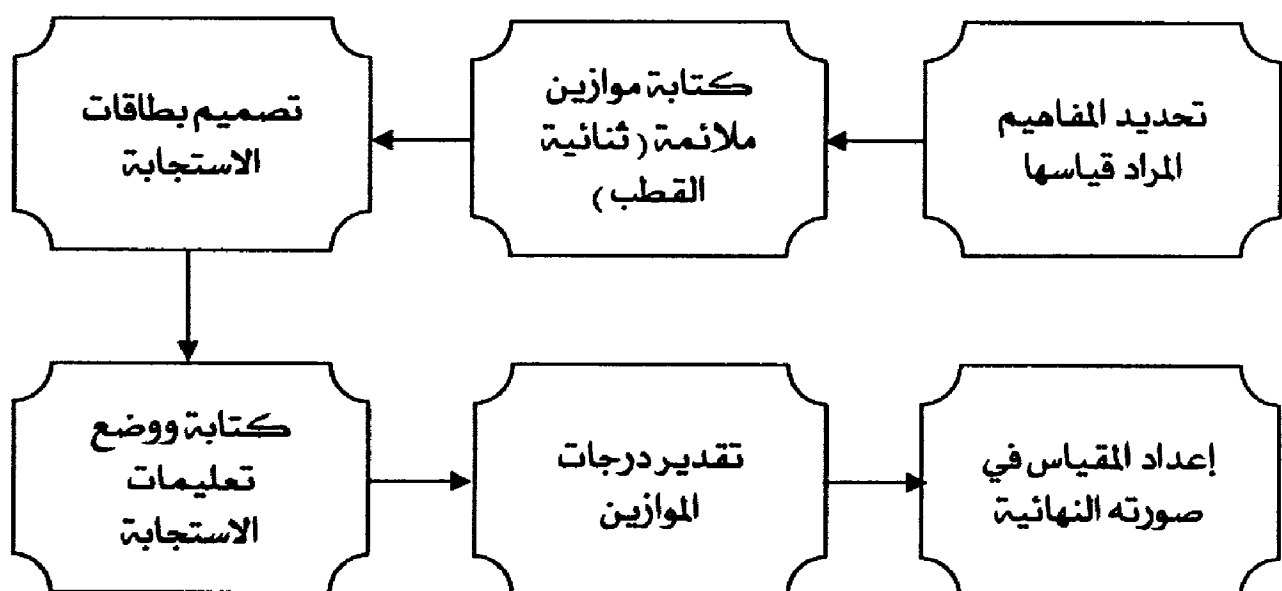 تحديد المفاهيم
المراد قياسها
كتابة موازين
ملائمة ( ثنائية
القطب )
تصميم بطاقات
الاستجابة
كتابة ووضع
تعليمات
الاستجابة
تقدير درجات
الموازين
إعداد المقياس في
صورته النهائية